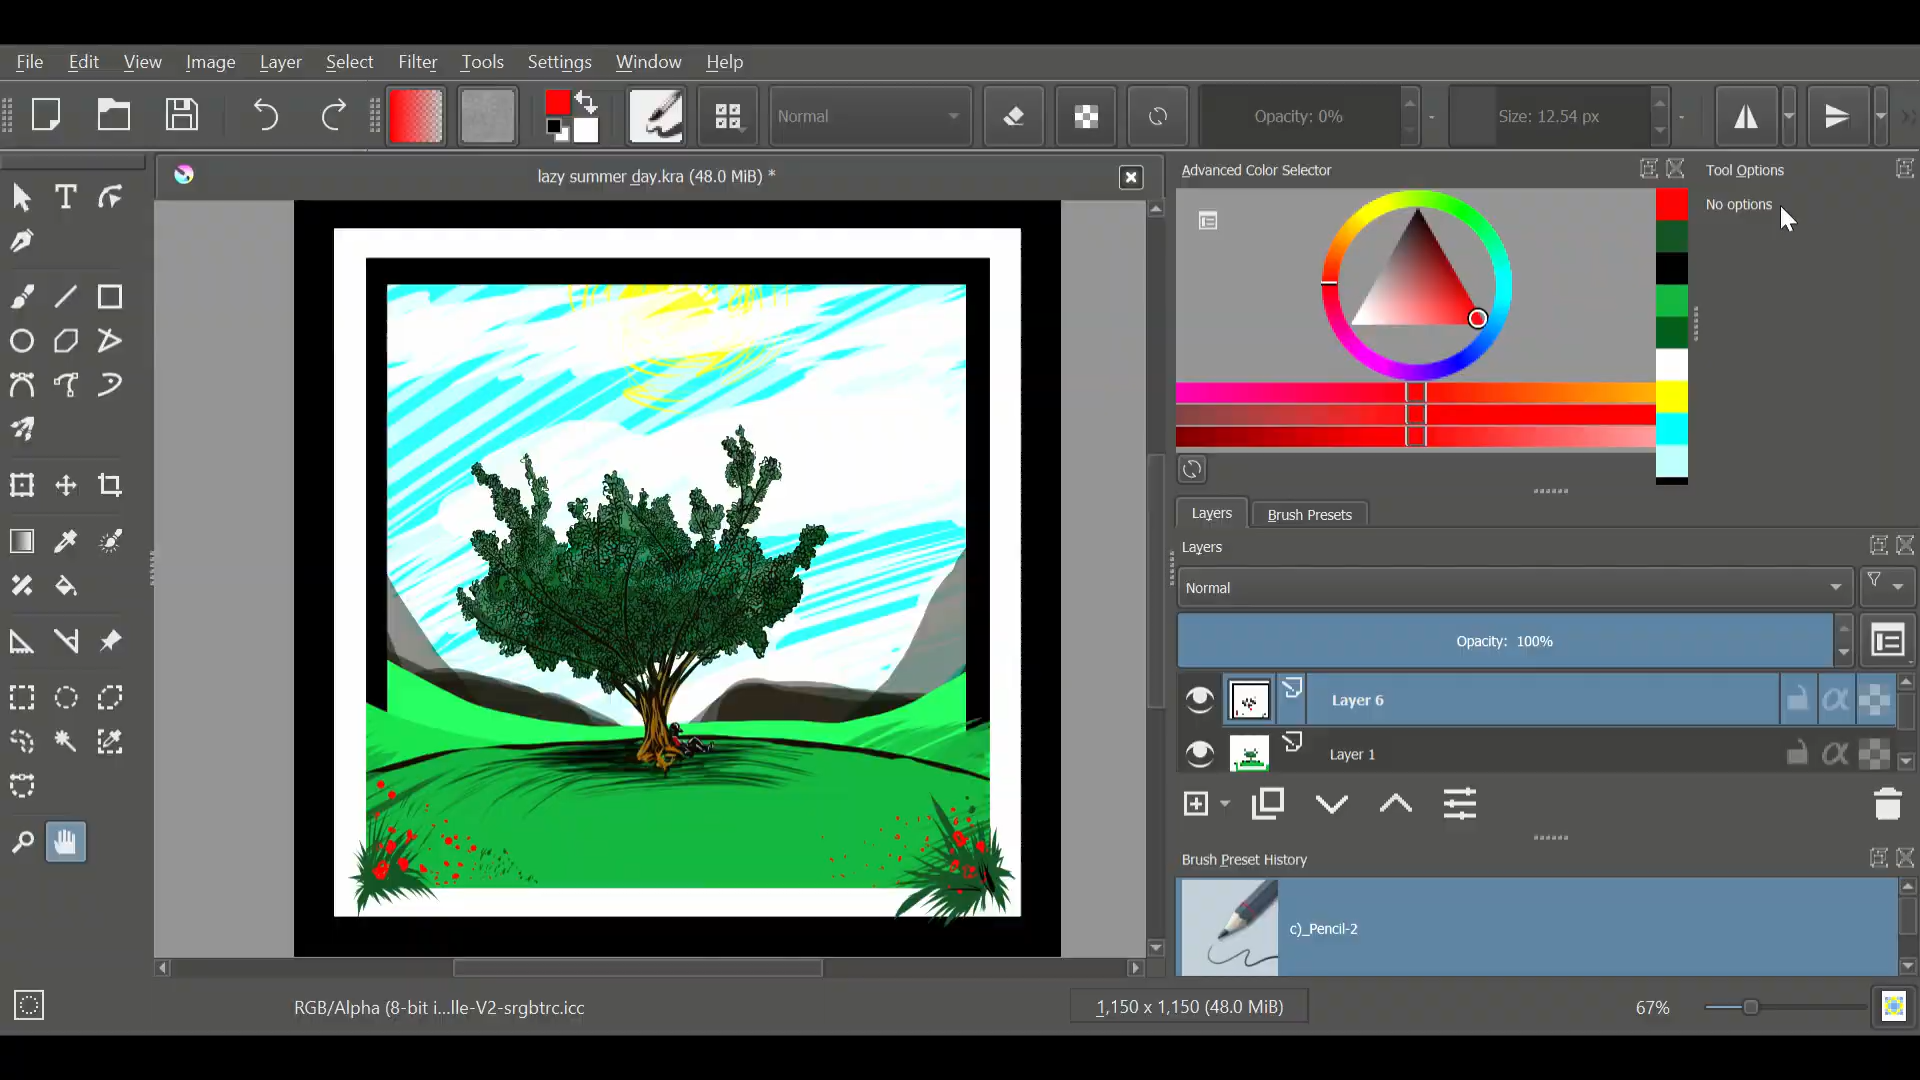 File Edit View Image Layer Select Filter Tools Settings Window Help
Normal
Opacity: 0%
Size: 12.54 px
lazy summer day.kra (48.0 MiB) *
Advanced Color Selector
Tool Options
No options
Layers
Brush Presets
Layers
Normal
Opacity: 100%
Layer 6
Layer 1
Brush Preset History
c)_Pencil-2
RGB/Alpha (8-bit i...lle-V2-srgbtrc.icc
1,150 x 1,150 (48.0 MiB)
67%